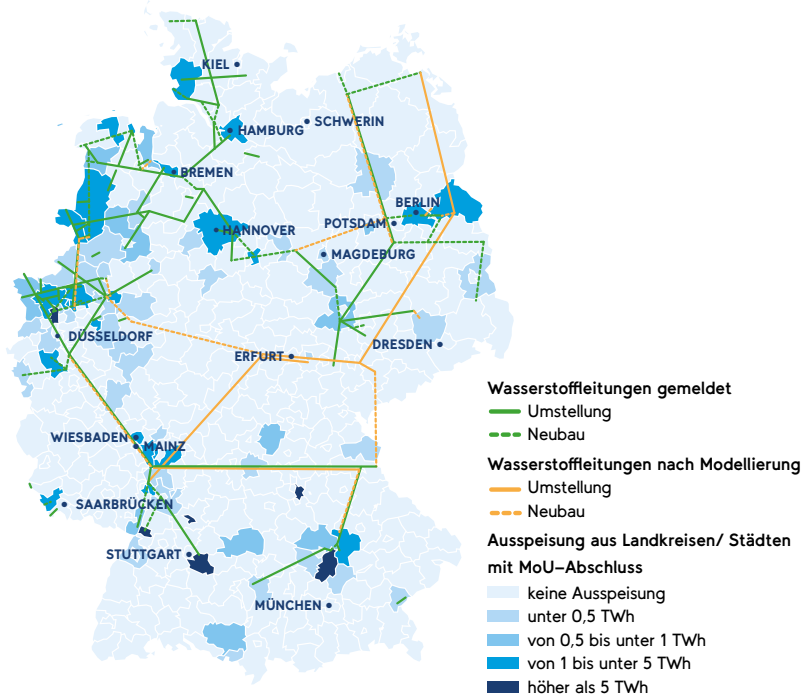 KIEL
SCHWERIN
HAMBURG
BREMEN
BERLIN
POTSDAM
HANNOVER
MAGDEBURG
DÜSSELDORF
ERFURT
DRESDEN
WIESBADEN
MAINZ
SAARBRÜCKEN
STUTTGART
MÜNCHEN
Wasserstoffleitungen gemeldet
Umstellung
Neubau
Wasserstoffleitungen nach Modellierung
Umstellung
Neubau
Ausspeisung aus Landkreisen/ Städten
mit MoU–Abschluss
keine Ausspeisung
unter 0,5 TWh
von 0,5 bis unter 1 TWh
von 1 bis unter 5 TWh
höher als 5 TWh